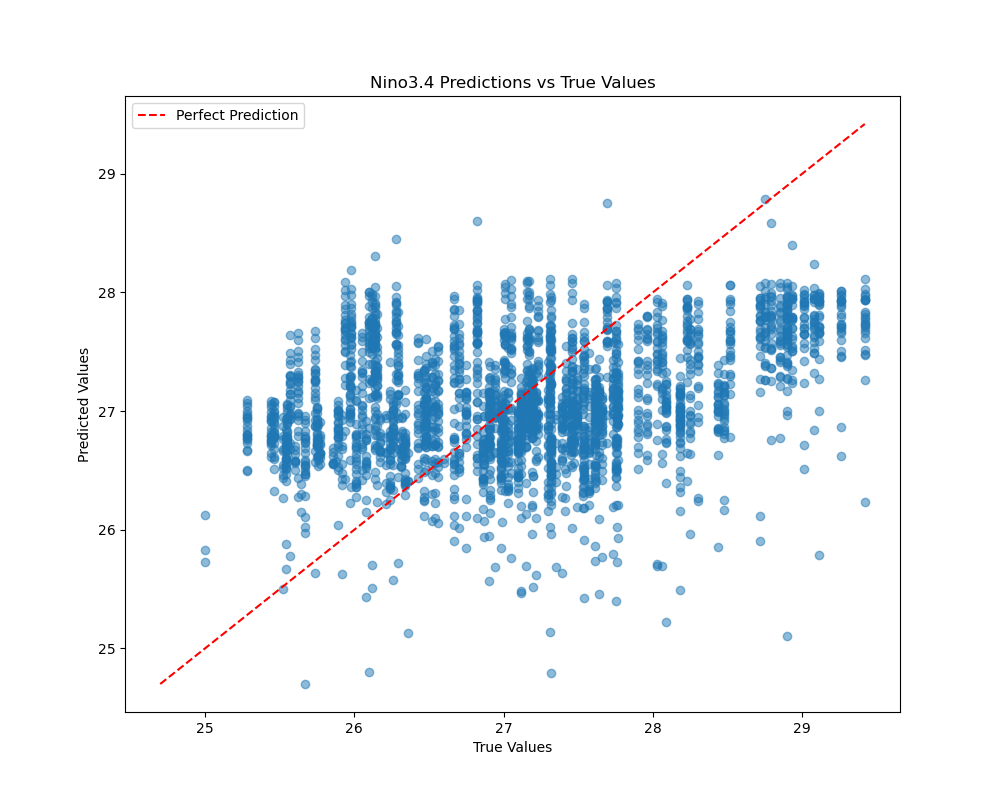 Nino3.4 Predictions vs True Values
Perfect Prediction
29
28
27
26
25
Predicted Values
25 26 27 28 29
True Values